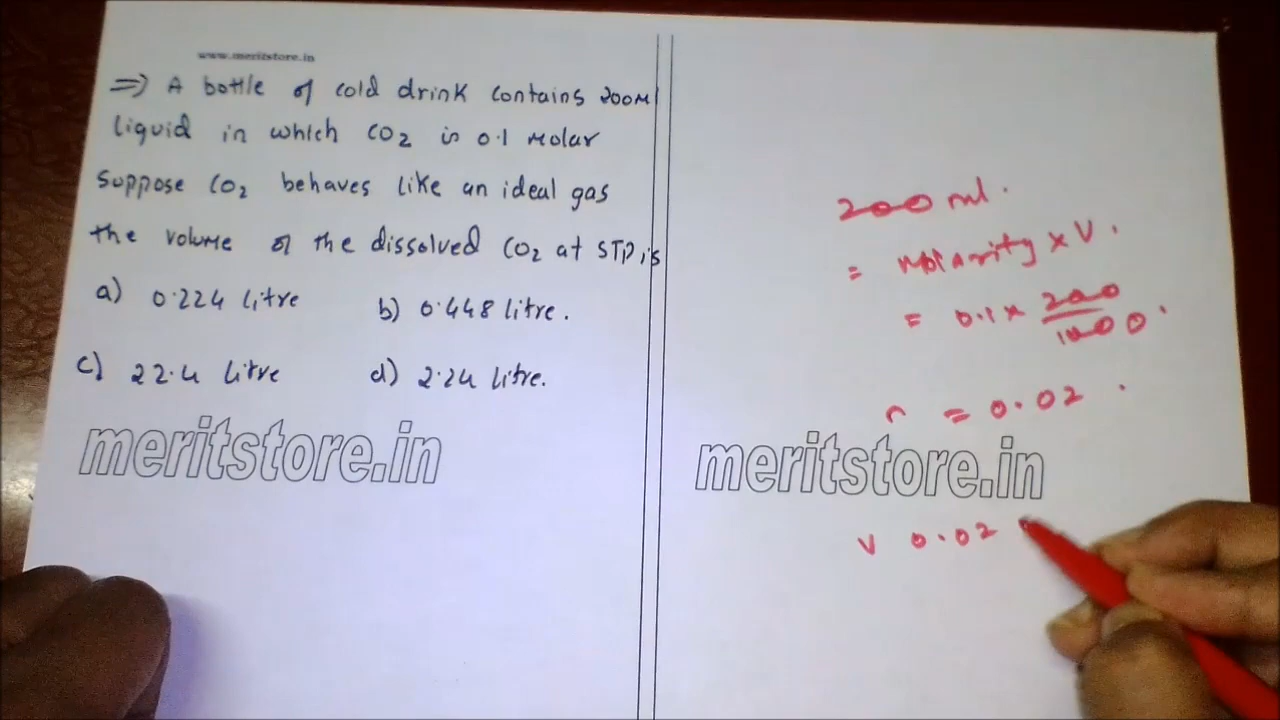 www.meritstore.in
=> A bottle of cold drink contains 200ml
liquid in which CO2 is 0.1 Molar
suppose CO2 behaves like an ideal gas
the volume of the dissolved CO2 at STP is
a) 0.224 litre b) 0.448 litre.
c) 22.4 litre d) 2.24 litre.
meritstore.in
200 ml.
= Molarity x V.
= 0.1 x 200/1000.
= 0.02.
meritstore.in
V 0.02